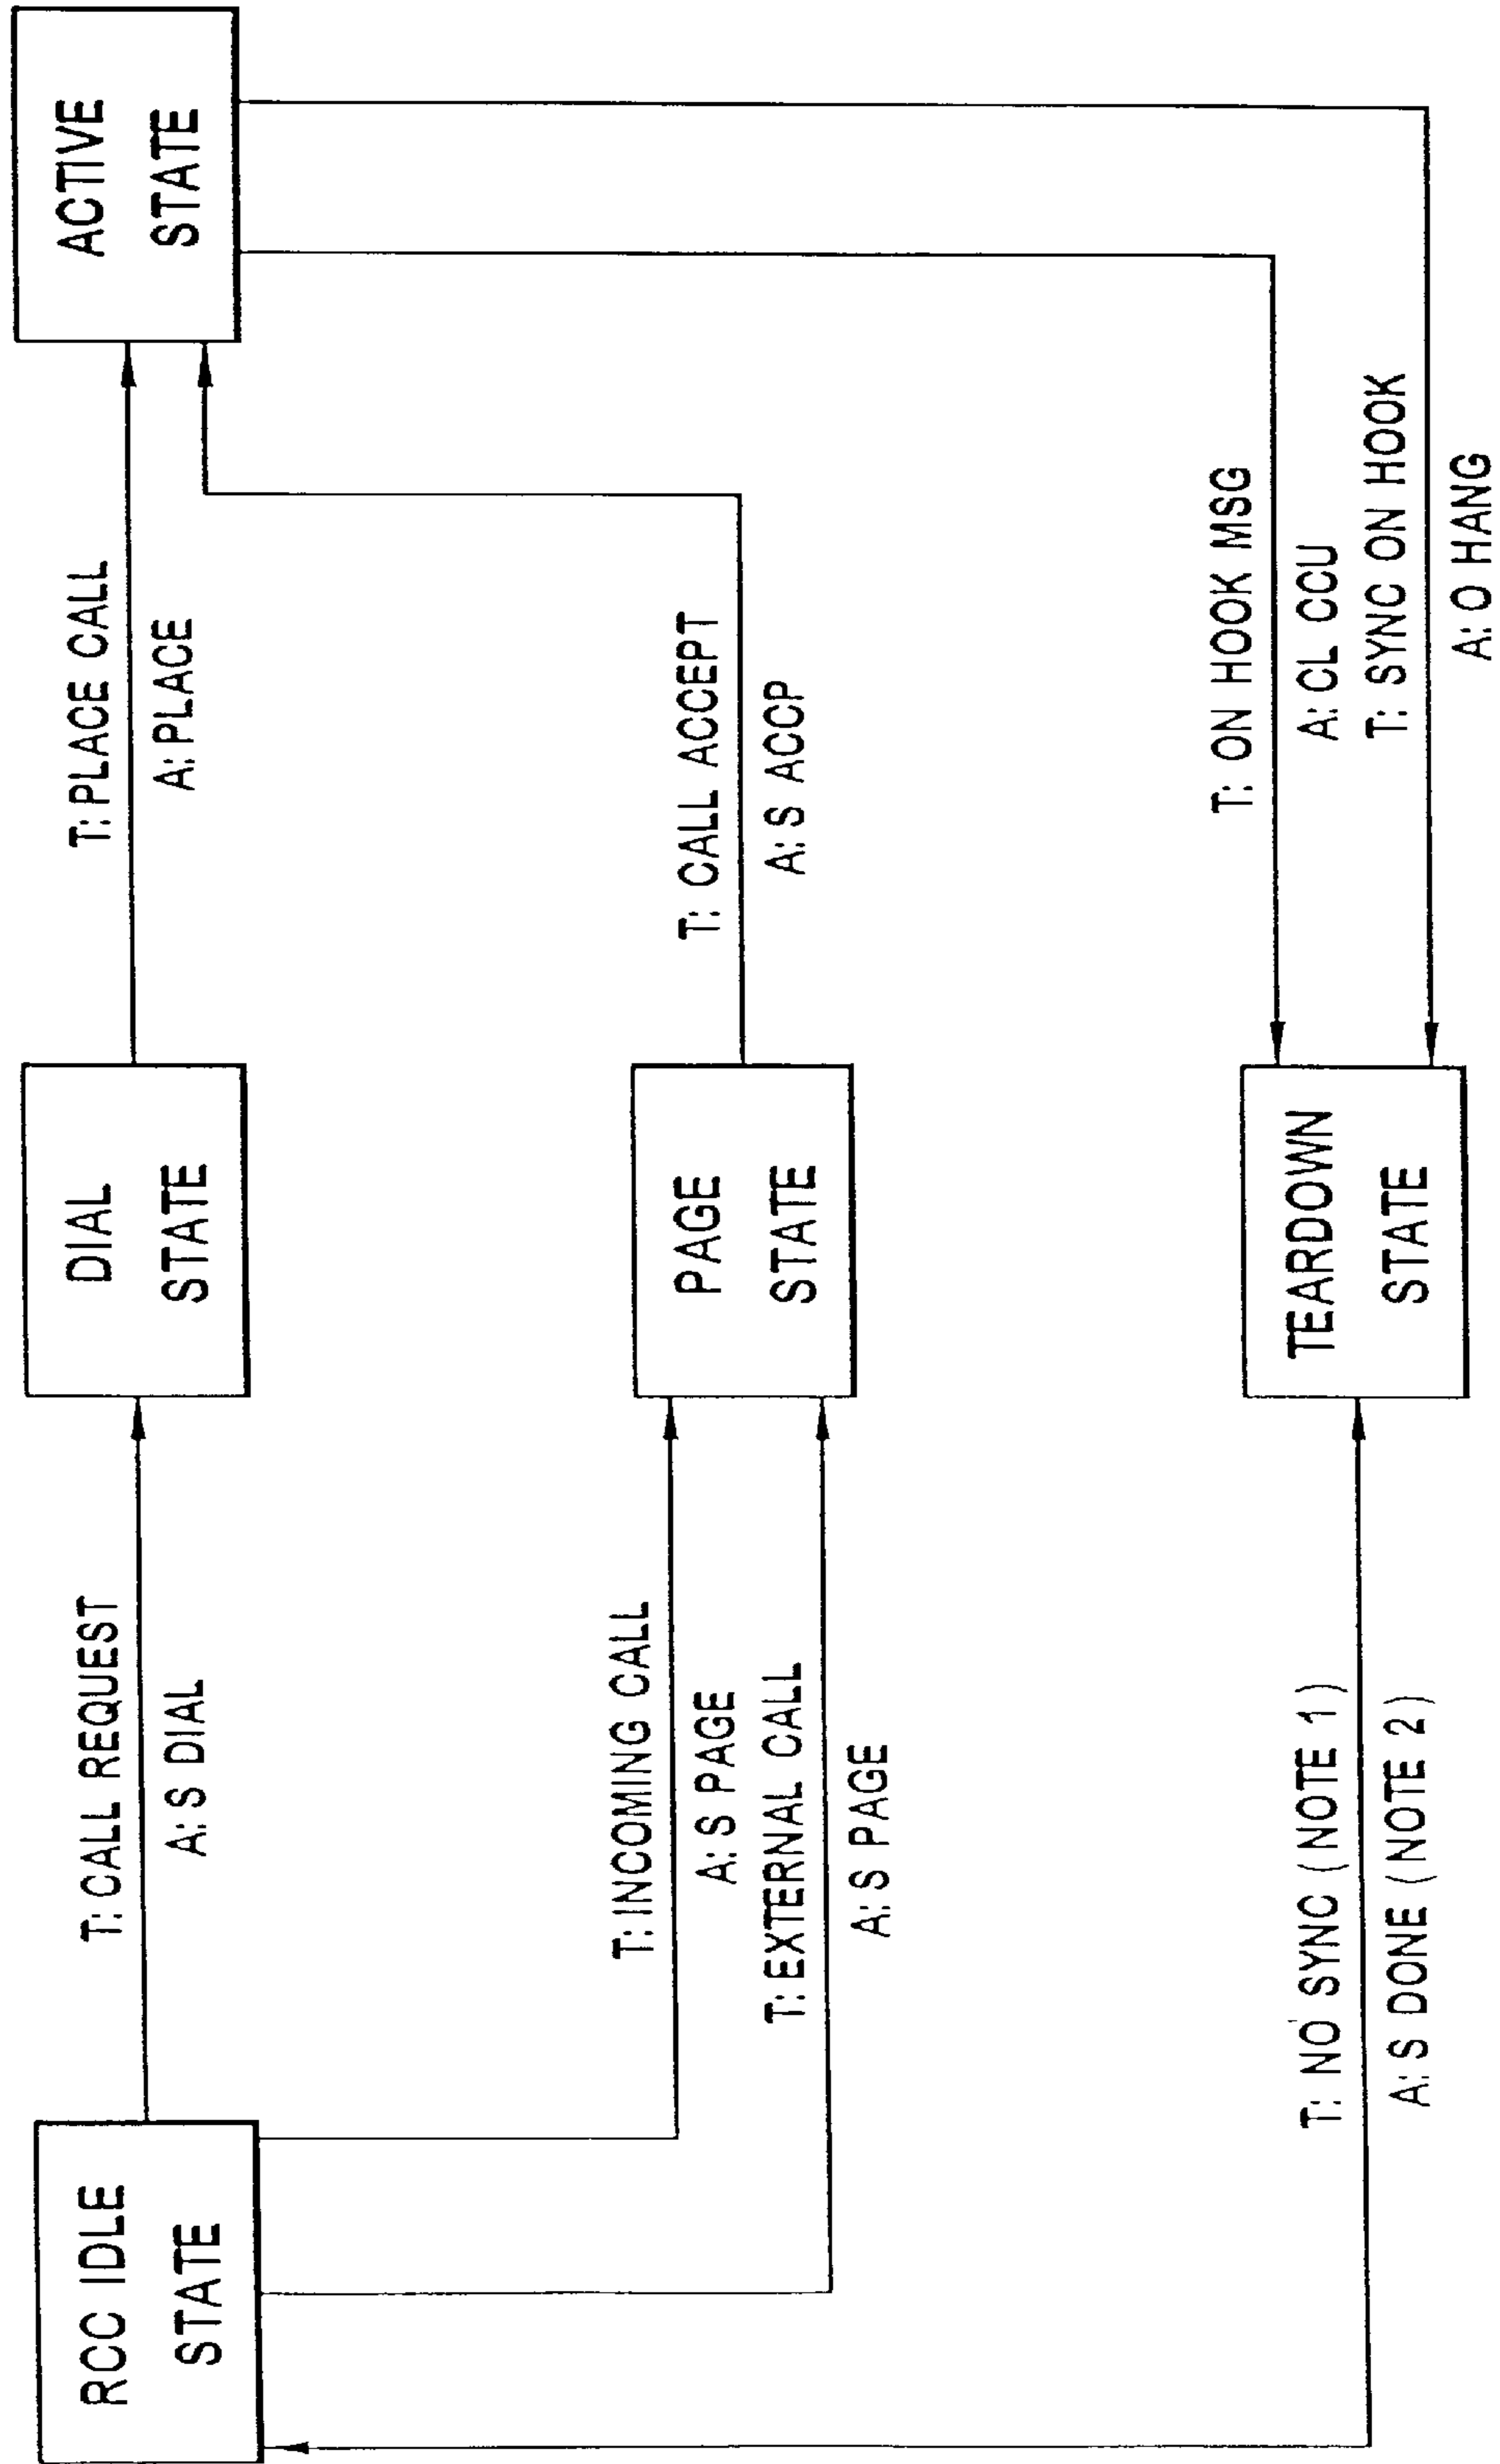 RCC IDLE
STATE
T: CALL REQUEST
A: S DIAL
DIAL
STATE
T: PLACE CALL
A: PLACE
ACTIVE
STATE
T: INCOMING CALL
A: S PAGE
T: EXTERNAL CALL
A: S PAGE
PAGE
STATE
T: CALL ACCEPT
A: S ACCP
T: NO SYNC (NOTE 1)
A: S DONE (NOTE 2)
TEARDOWN
STATE
T: ON HOOK MSG
A: CL CCU
T: SYNC ON HOOK
A: O HANG